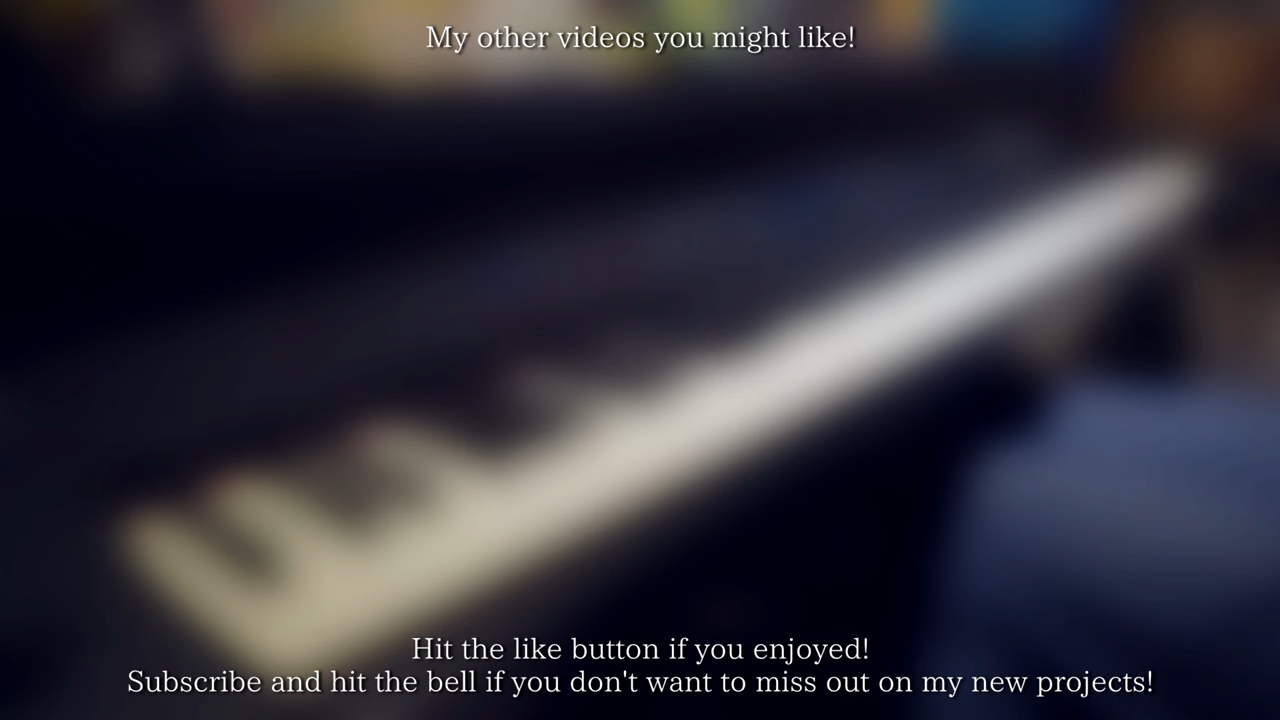 My other videos you might like!
Hit the like button if you enjoyed!
Subscribe and hit the bell if you don't want to miss out on my new projects!